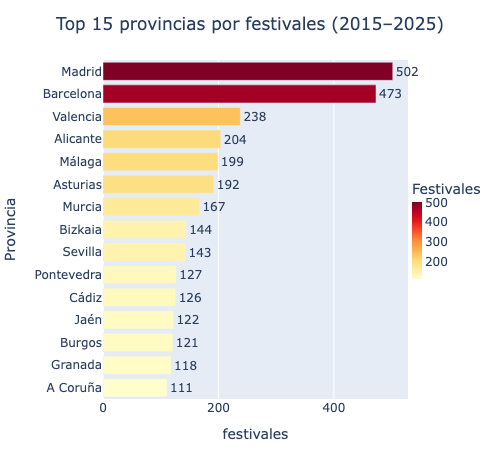 Top 15 provincias por festivales (2015–2025)
Provincia
Madrid 502
Barcelona 473
Valencia 238
Alicante 204
Málaga 199
Asturias 192
Murcia 167
Bizkaia 144
Sevilla 143
Pontevedra 127
Cádiz 126
Jaén 122
Burgos 121
Granada 118
A Coruña 111
0 200 400
festivales
Festivales
500
400
300
200